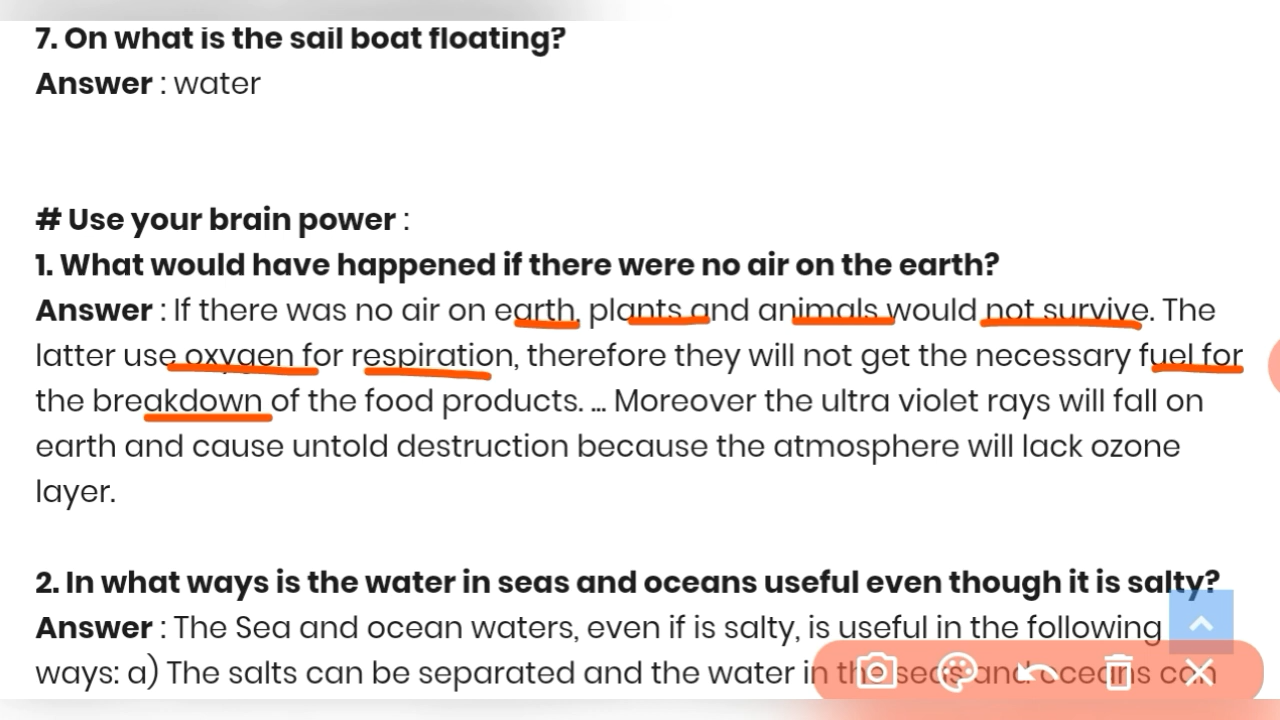 7. On what is the sail boat floating?
Answer : water
# Use your brain power :
1. What would have happened if there were no air on the earth?
Answer : If there was no air on earth, plants and animals would not survive. The
latter use oxygen for respiration, therefore they will not get the necessary fuel for
the breakdown of the food products. ... Moreover the ultra violet rays will fall on
earth and cause untold destruction because the atmosphere will lack ozone
layer.
2. In what ways is the water in seas and oceans useful even though it is salty?
Answer : The Sea and ocean waters, even if is salty, is useful in the following
ways: a) The salts can be separated and the water in the seas and oceans can